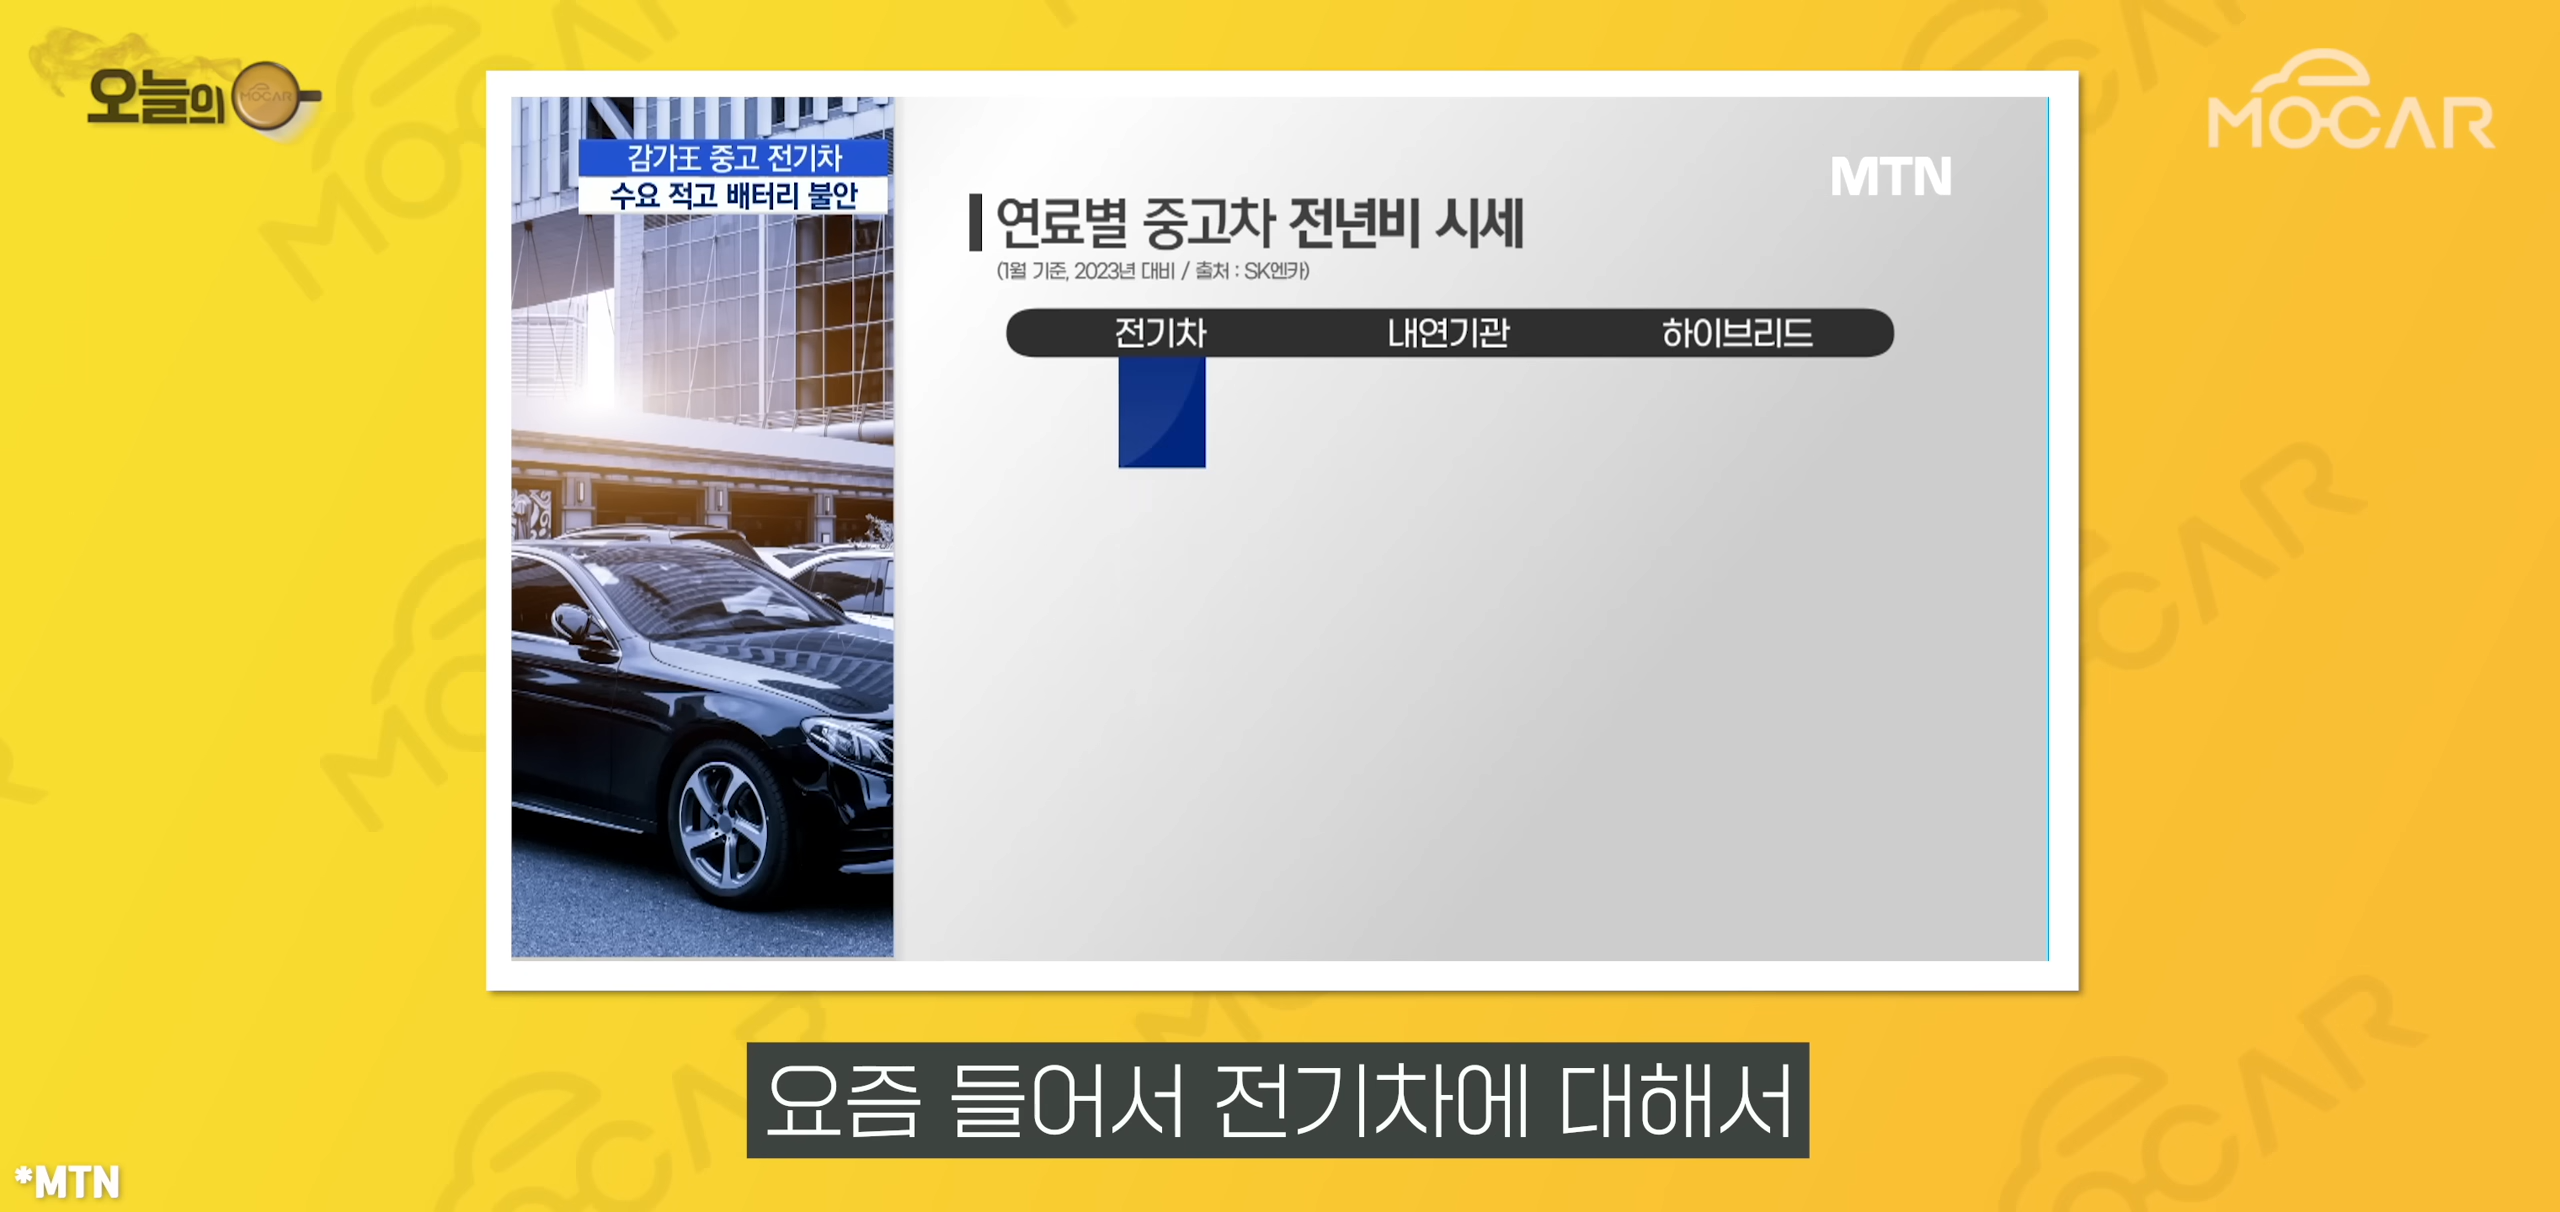 오늘의 MOCAR
MOCAR
감가王 중고 전기차
수요 적고 배터리 불안
MTN
연료별 중고차 전년비 시세
(1월 기준, 2023년 대비 / 출처 : SK엔카)
전기차 내연기관 하이브리드
요즘 들어서 전기차에 대해서
*MTN